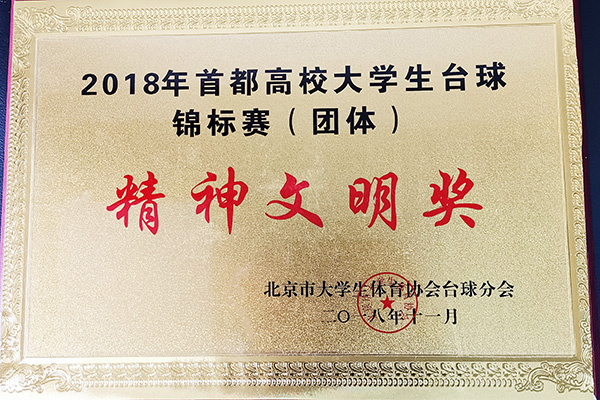 2018年首都高校大学生台球
锦标赛（团体）
精神文明奖
北京市大学生体育协会台球分会
二〇一八年十一月